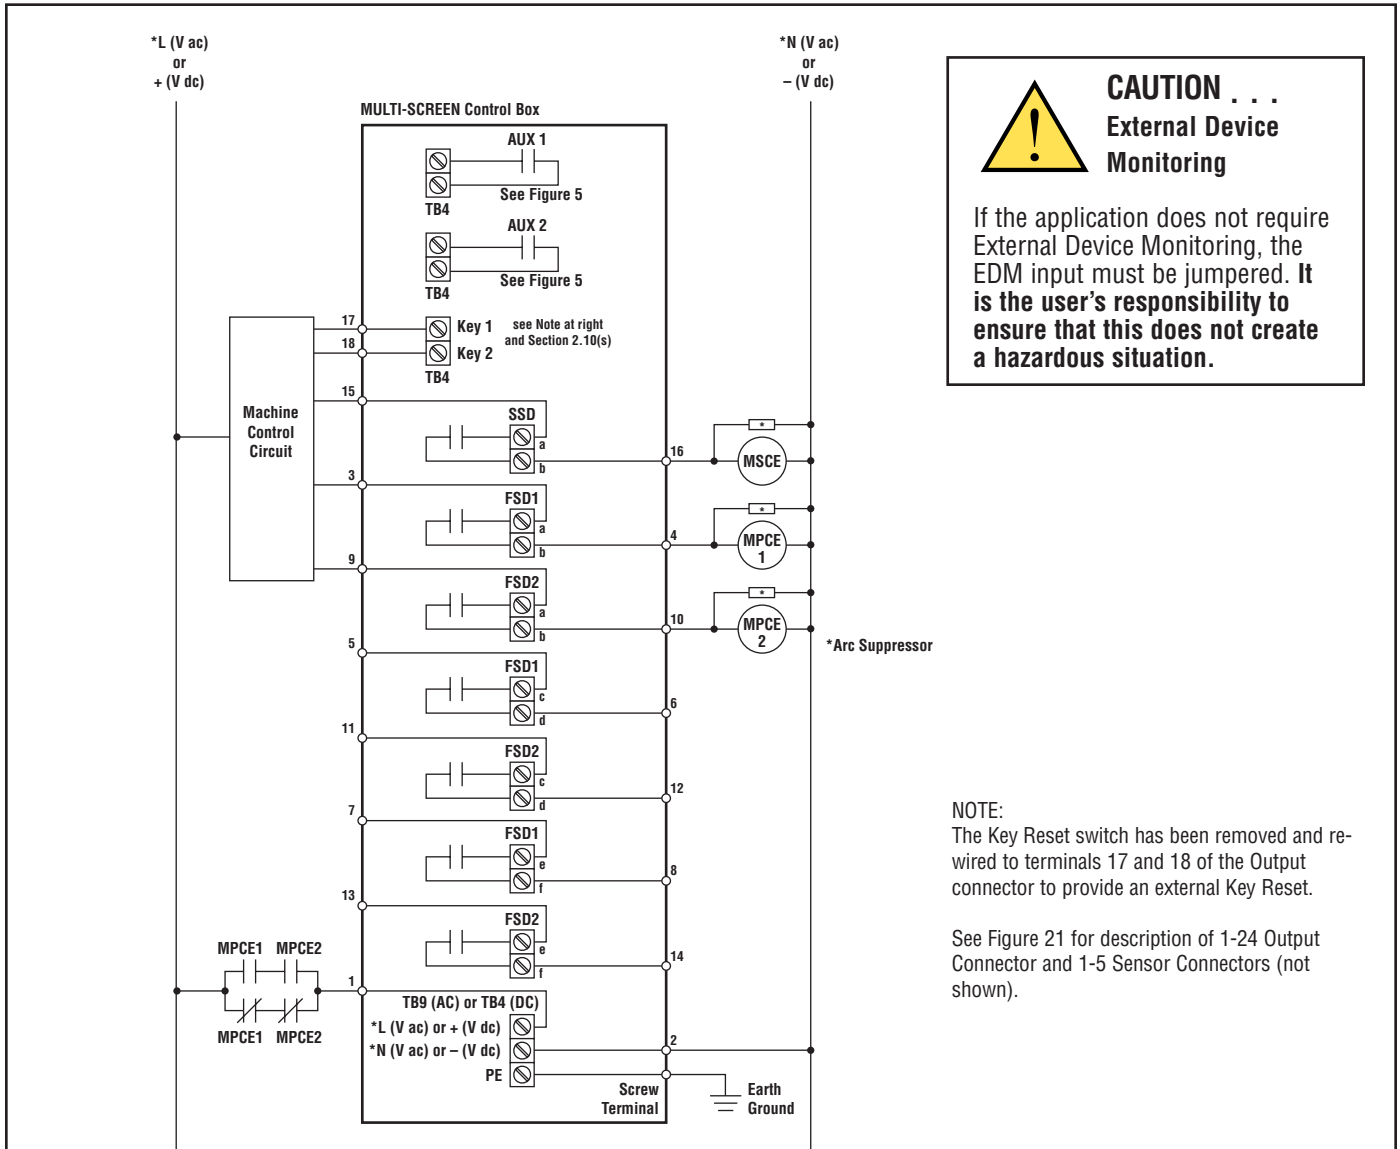 *L (V ac)
or
+ (V dc)
*N (V ac)
or
– (V dc)
MULTI-SCREEN Control Box
AUX 1
See Figure 5
TB4
AUX 2
See Figure 5
TB4
17
18
Key 1
Key 2
see Note at right
and Section 2.10(s)
TB4
Machine
Control
Circuit
15
SSD
a
b
16
*
MSCE
3
FSD1
a
b
4
*
MPCE
1
9
FSD2
a
b
10
*
MPCE
2
*Arc Suppressor
5
FSD1
c
d
6
11
FSD2
c
d
12
7
FSD1
e
f
8
13
FSD2
e
f
14
MPCE1 MPCE2
MPCE1 MPCE2
1
TB9 (AC) or TB4 (DC)
*L (V ac) or + (V dc)
*N (V ac) or – (V dc)
PE
2
Screw
Terminal
Earth
Ground
!
CAUTION . . .
External Device
Monitoring
If the application does not require
External Device Monitoring, the
EDM input must be jumpered. It
is the user’s responsibility to
ensure that this does not create
a hazardous situation.
NOTE:
The Key Reset switch has been removed and re-
wired to terminals 17 and 18 of the Output
connector to provide an external Key Reset.
See Figure 21 for description of 1-24 Output
Connector and 1-5 Sensor Connectors (not
shown).